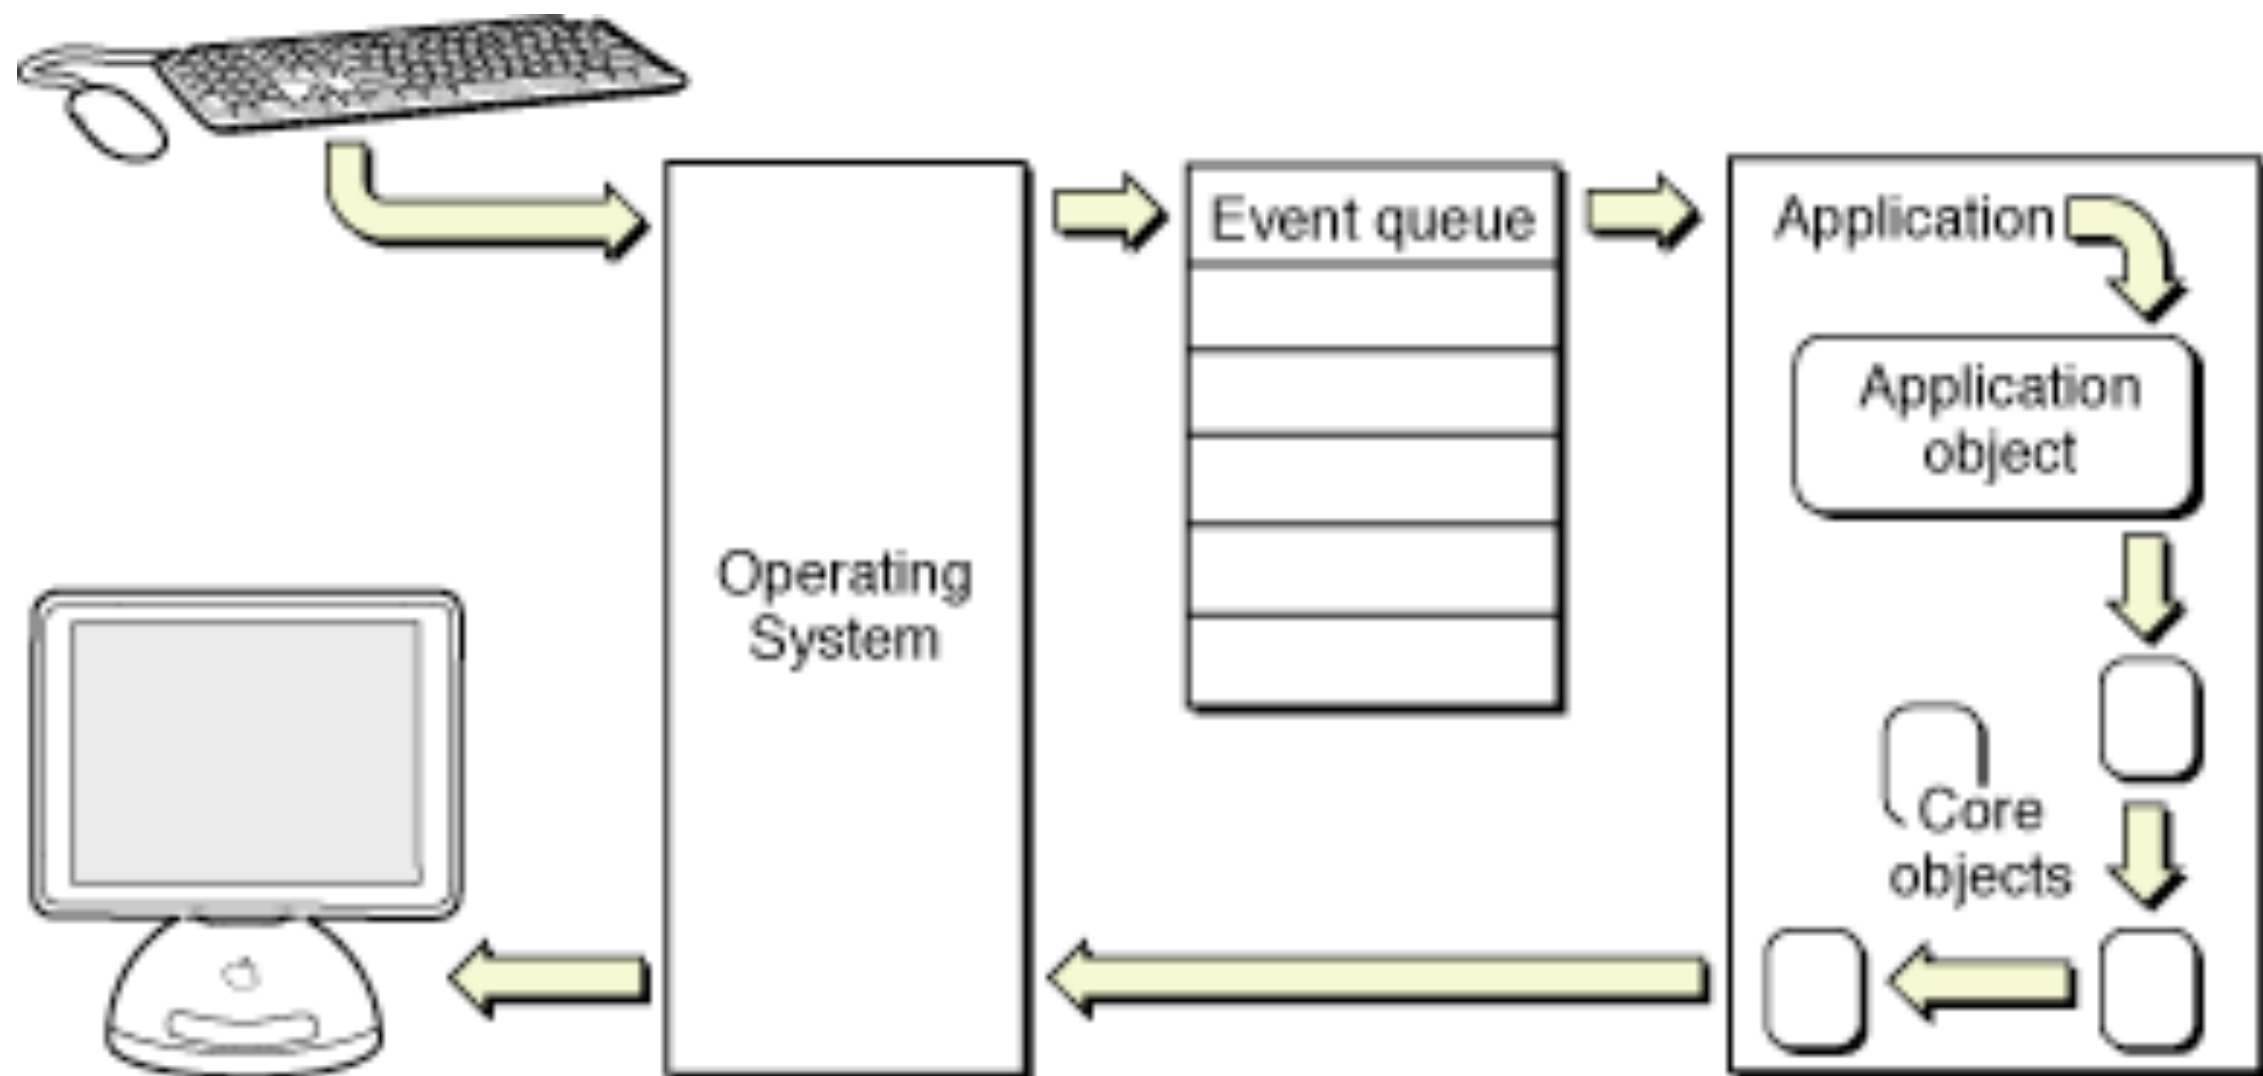 Event queue
Application
Application
object
Operating
System
Core
objects